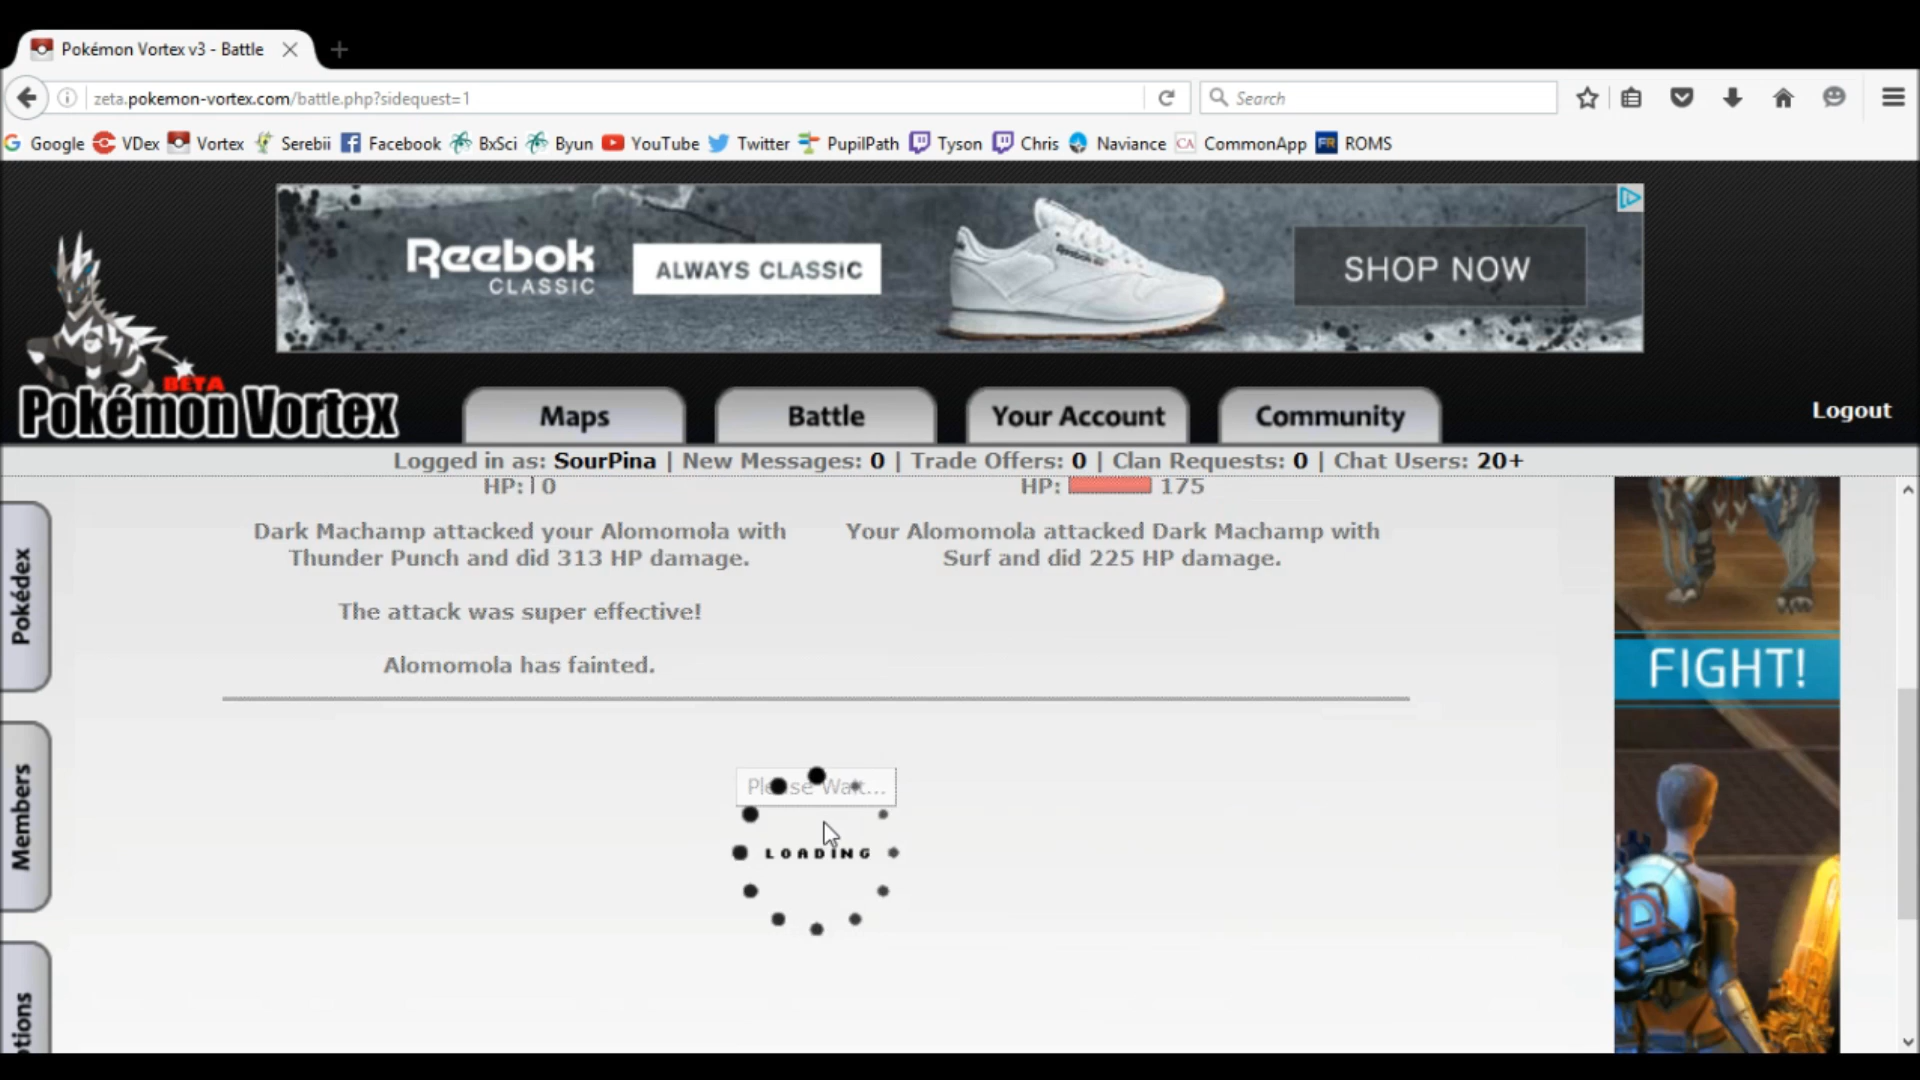 Pokémon Vortex v3 - Battle
zeta.pokemon-vortex.com/battle.php?sidequest=1
Search
Google VDex Vortex Serebii Facebook BxSci Byun YouTube Twitter PupilPath Tyson Chris Naviance CA CommonApp FR ROMS
Reebok
CLASSIC
ALWAYS CLASSIC
SHOP NOW
BETA
Pokémon Vortex
Maps
Battle
Your Account
Community
Logout
Logged in as: SourPina | New Messages: 0 | Trade Offers: 0 | Clan Requests: 0 | Chat Users: 20+
HP: 0
HP: 175
Dark Machamp attacked your Alomomola with
Thunder Punch and did 313 HP damage.
The attack was super effective!
Alomomola has fainted.
Your Alomomola attacked Dark Machamp with
Surf and did 225 HP damage.
Please Wait...
LOADING
Pokédex
Members
tions
FIGHT!